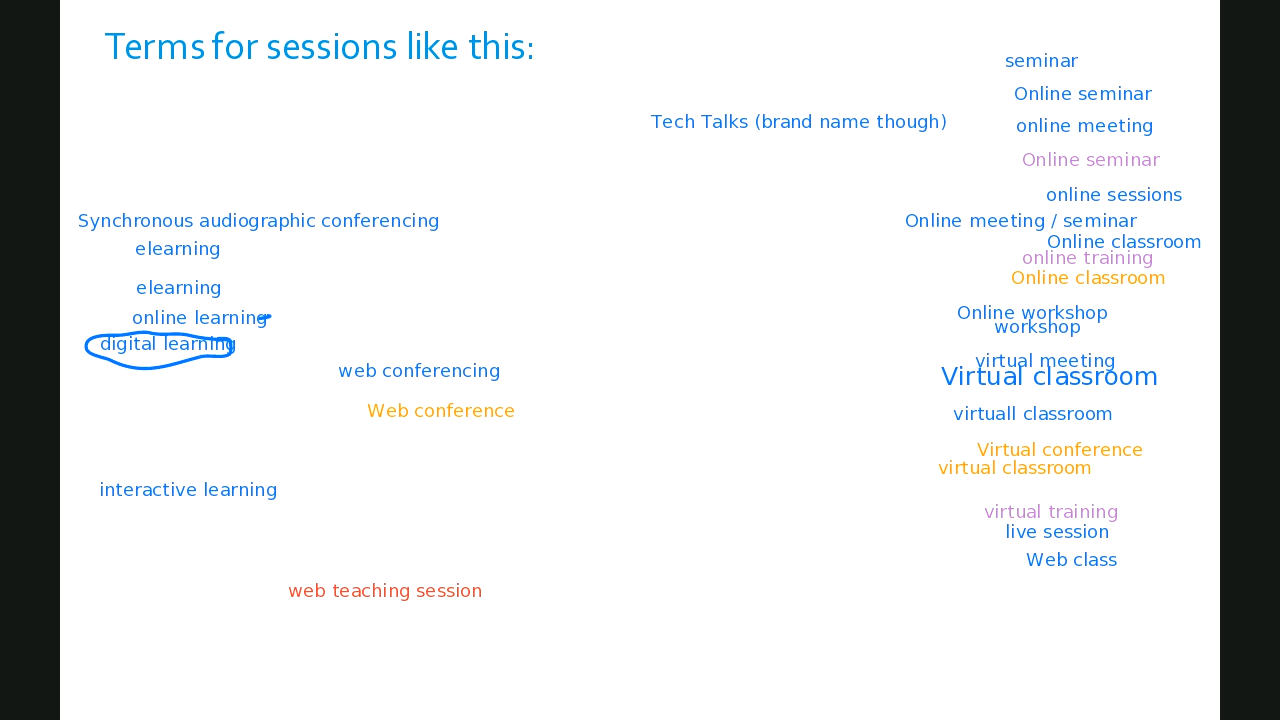 Terms for sessions like this:
seminar
Online seminar
Tech Talks (brand name though)
online meeting
Online seminar
online sessions
Synchronous audiographic conferencing
Online meeting / seminar
Online classroom
elearning
online training
Online classroom
elearning
Online workshop
online learning
workshop
digital learning
virtual meeting
web conferencing
Virtual classroom
Web conference
virtuall classroom
Virtual conference
virtual classroom
interactive learning
virtual training
live session
Web class
web teaching session